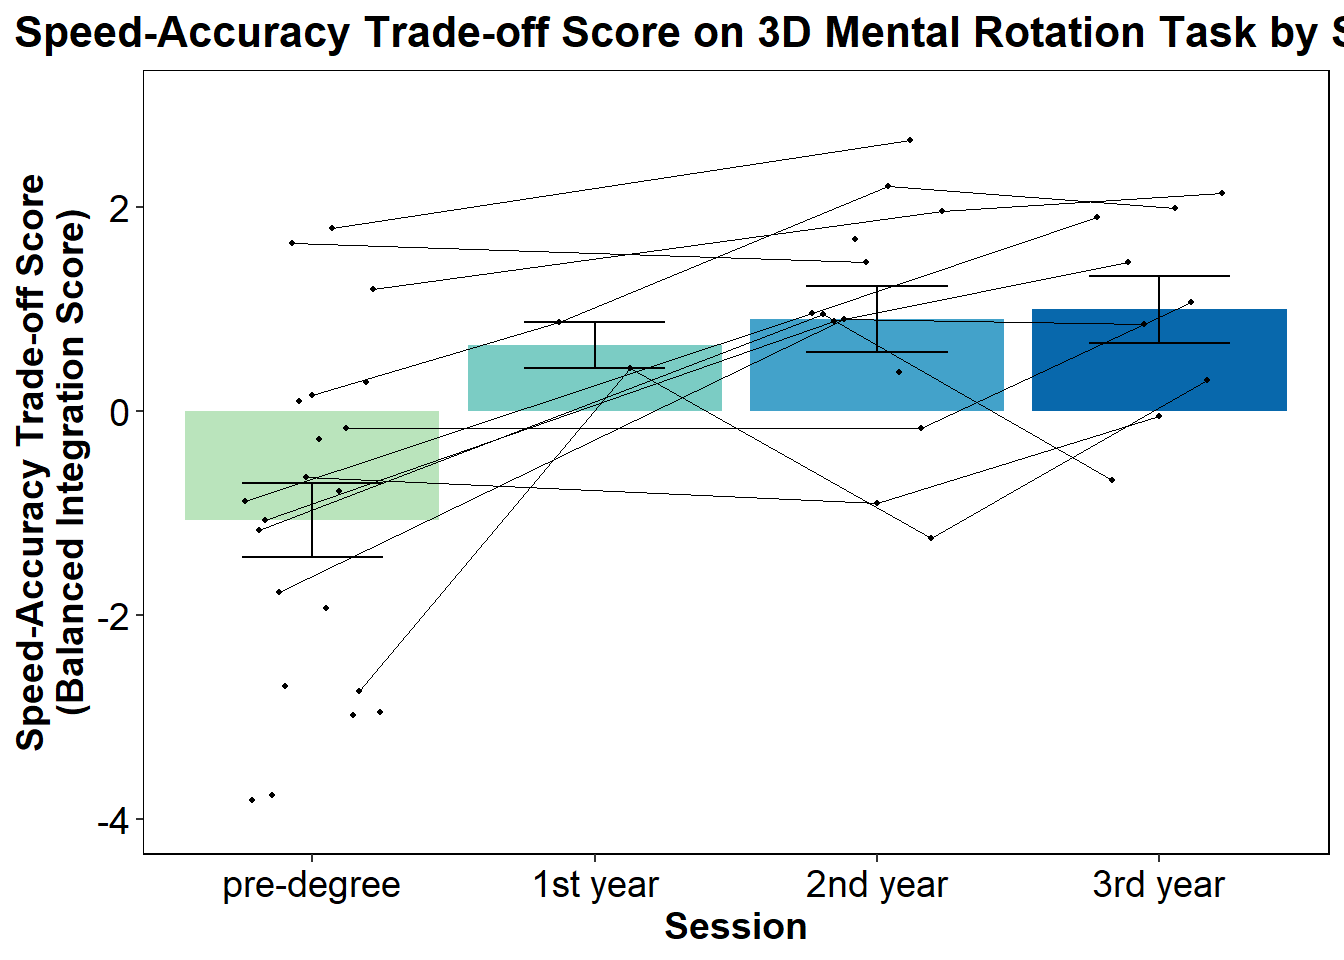 Speed-Accuracy Trade-off Score on 3D Mental Rotation Task by S
Speed-Accuracy Trade-off Score
(Balanced Integration Score)
2
0
-2
-4
pre-degree
1st year
2nd year
3rd year
Session